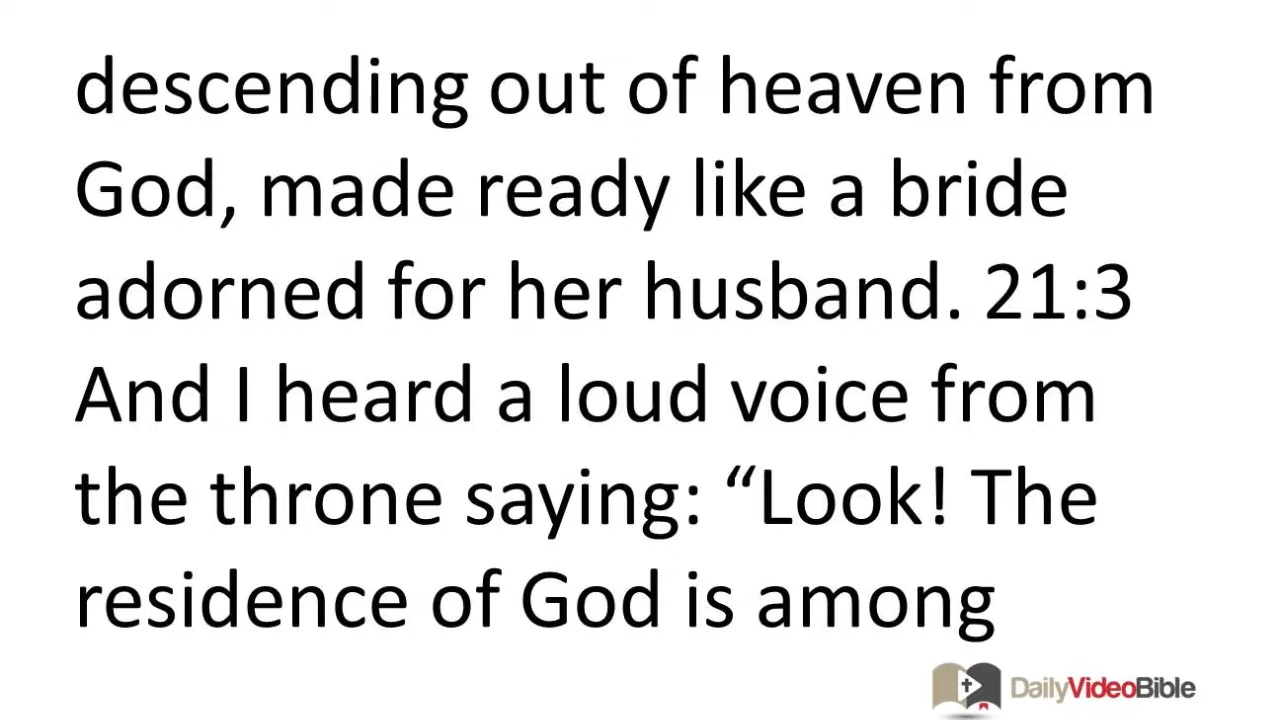 descending out of heaven from
God, made ready like a bride
adorned for her husband. 21:3
And I heard a loud voice from
the throne saying: “Look! The
residence of God is among
DailyVideoBible